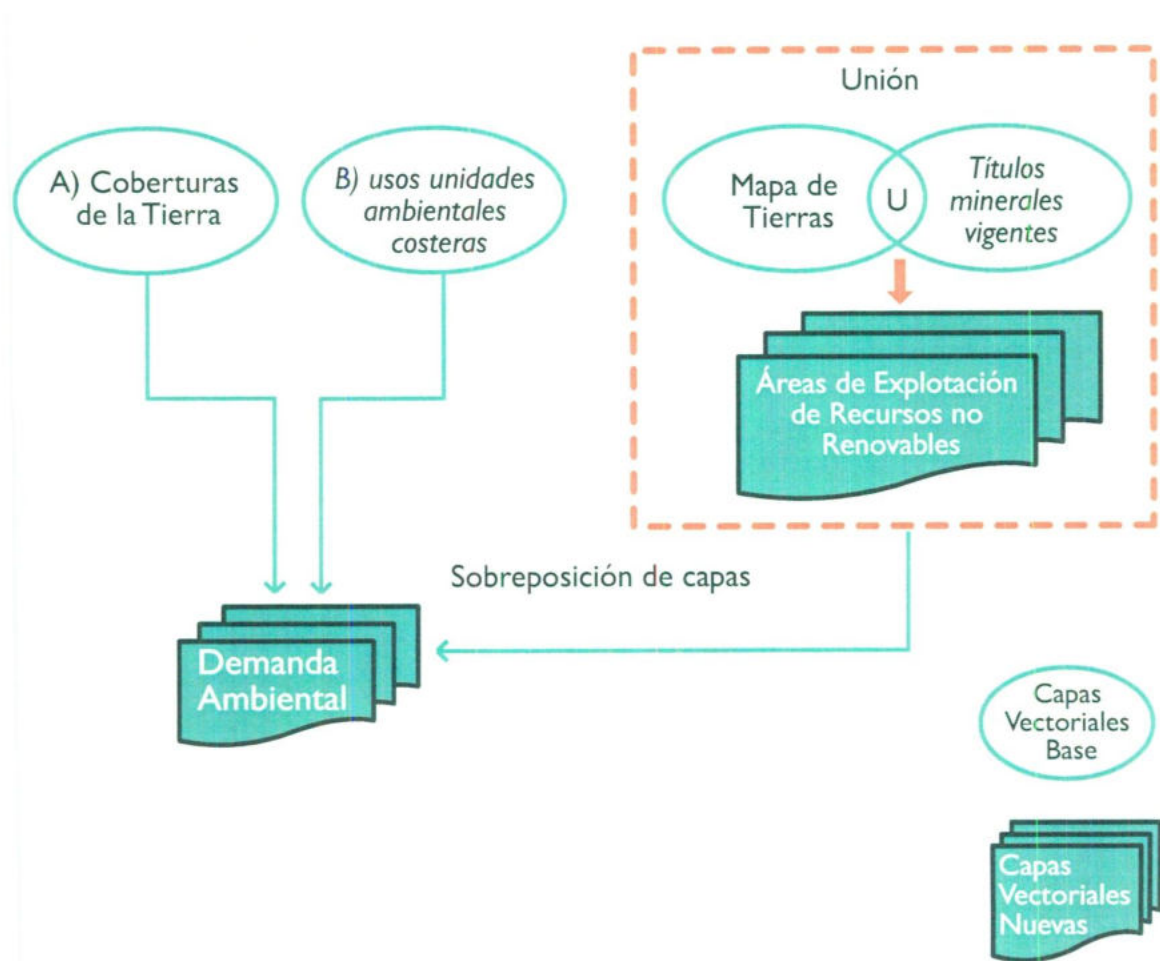 Unión
A) Coberturas
de la Tierra
B) usos unidades
ambientales
costeras
Mapa de
Tierras
U
Títulos
minerales
vigentes
Áreas de Explotación
de Recursos no
Renovables
Sobreposición de capas
Demanda
Ambiental
Capas
Vectoriales
Base
Capas
Vectoriales
Nuevas